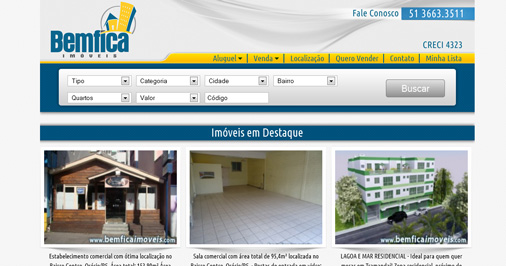 Bemfica
IMÓVEIS
Fale Conosco 51 3663.3511
CRECI 4323
Aluguel Venda Localização Quero Vender Contato Minha Lista
Tipo Categoria Cidade Bairro
Quartos Valor Código
Buscar
Imóveis em Destaque
www.bemficaimoveis.com www.bemficaimoveis.com www.bemficaimoveis.com
Estabelecimento comercial com ótima localização no
Sala comercial com área total de 95,4m² localizada no
LAGOA E MAR RESIDENCIAL - Ideal para quem quer